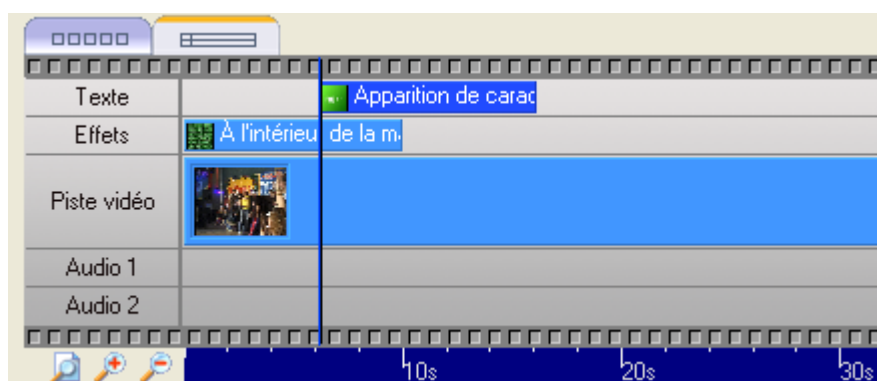 Texte
Apparition de carac
Effets
À l'intérieu de la m
Piste vidéo
Audio 1
Audio 2
10s 20s 30s